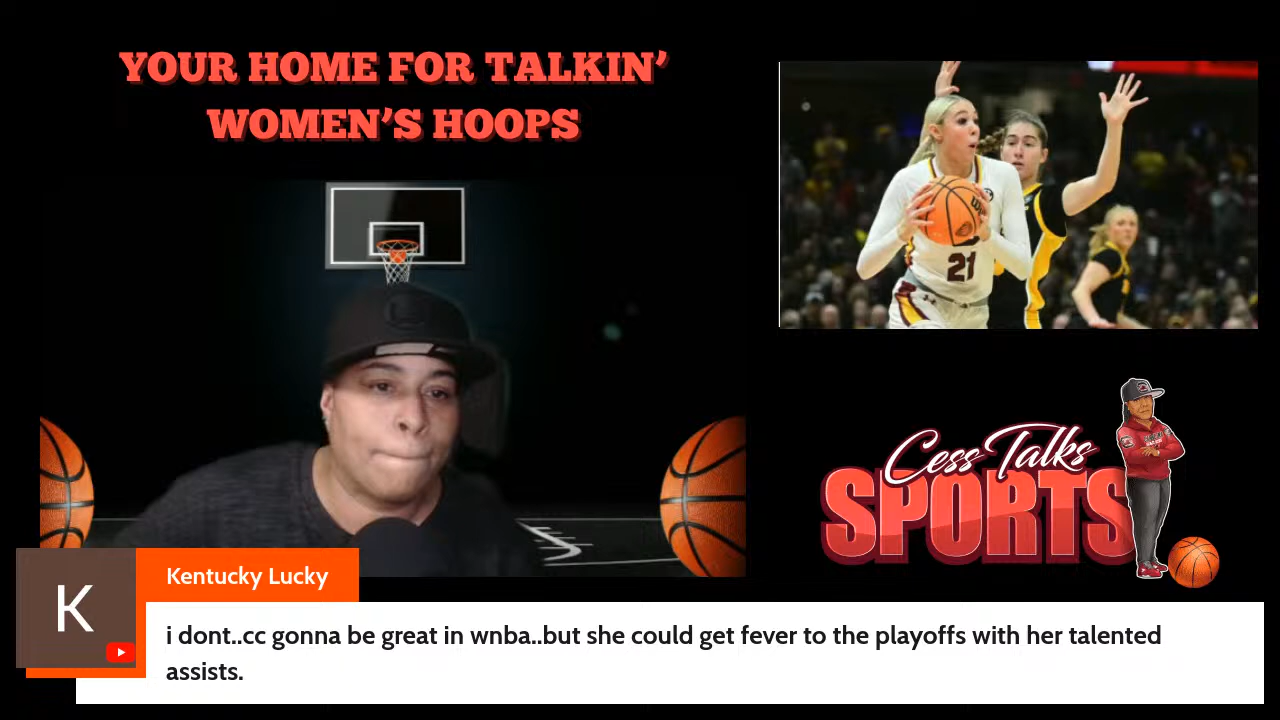 YOUR HOME FOR TALKIN’
WOMEN’S HOOPS
21
Cess Talks
SPORTS
K
Kentucky Lucky
i dont..cc gonna be great in wnba..but she could get fever to the playoffs with her talented
assists.